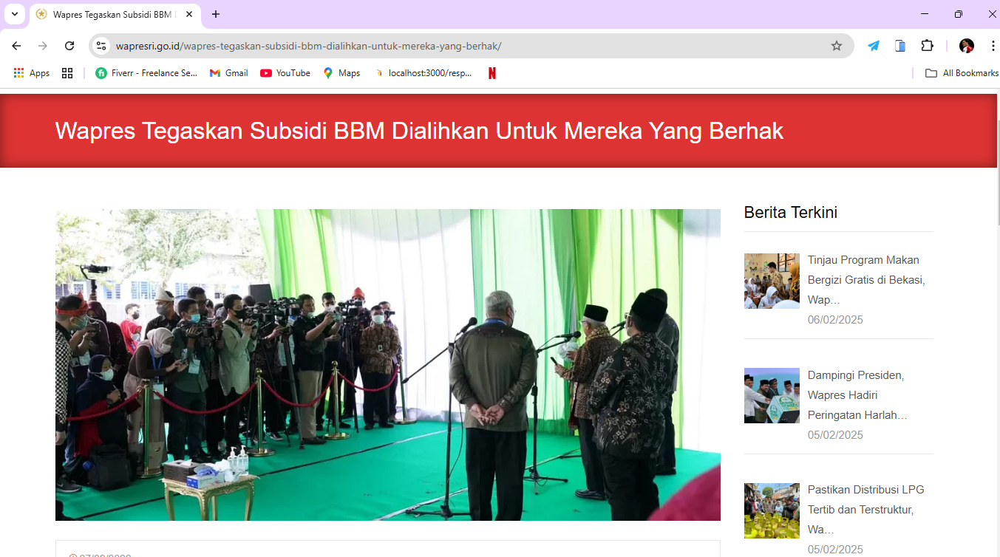 Wapres Tegaskan Subsidi BBM
wapresri.go.id/wapres-tegaskan-subsidi-bbm-dialihkan-untuk-mereka-yang-berhak/
Apps
Fiverr - Freelance Se...
Gmail
YouTube
Maps
localhost:3000/resp...
All Bookmarks
Wapres Tegaskan Subsidi BBM Dialihkan Untuk Mereka Yang Berhak
Berita Terkini
Tinjau Program Makan
Bergizi Gratis di Bekasi,
Wap…
06/02/2025
Dampingi Presiden,
Wapres Hadiri
Peringatan Harlah…
05/02/2025
Pastikan Distribusi LPG
Tertib dan Terstruktur,
Wa…
05/02/2025